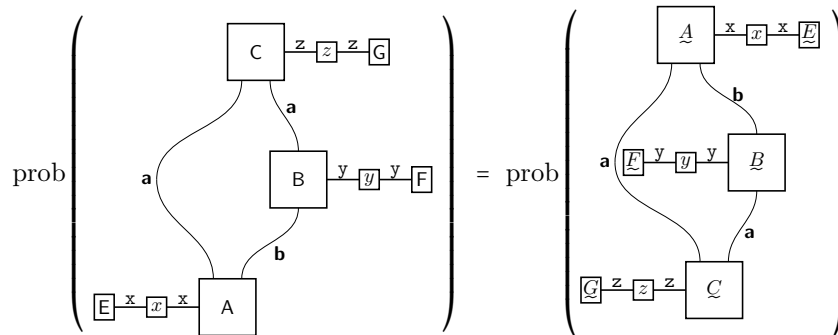 C z z z G A x x x E
a b
prob ( a B y y y F ) = prob ( a F y y y B )
b a
E x x x A G z z z C